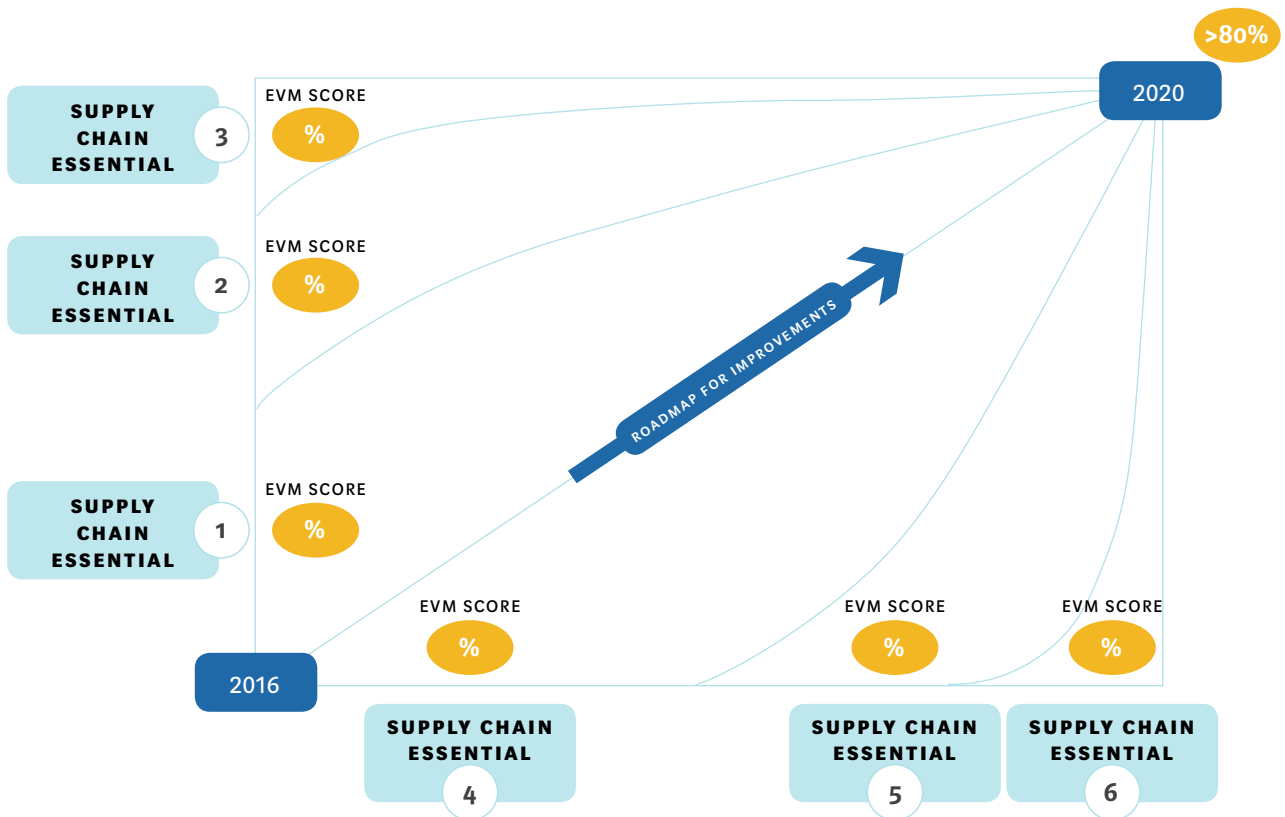 >80%
2020
SUPPLY
CHAIN
ESSENTIAL
3
EVM SCORE
%
SUPPLY
CHAIN
ESSENTIAL
2
EVM SCORE
%
ROADMAP FOR IMPROVEMENTS
SUPPLY
CHAIN
ESSENTIAL
1
EVM SCORE
%
EVM SCORE
%
EVM SCORE
%
EVM SCORE
%
2016
SUPPLY CHAIN
ESSENTIAL
4
SUPPLY CHAIN
ESSENTIAL
5
SUPPLY CHAIN
ESSENTIAL
6